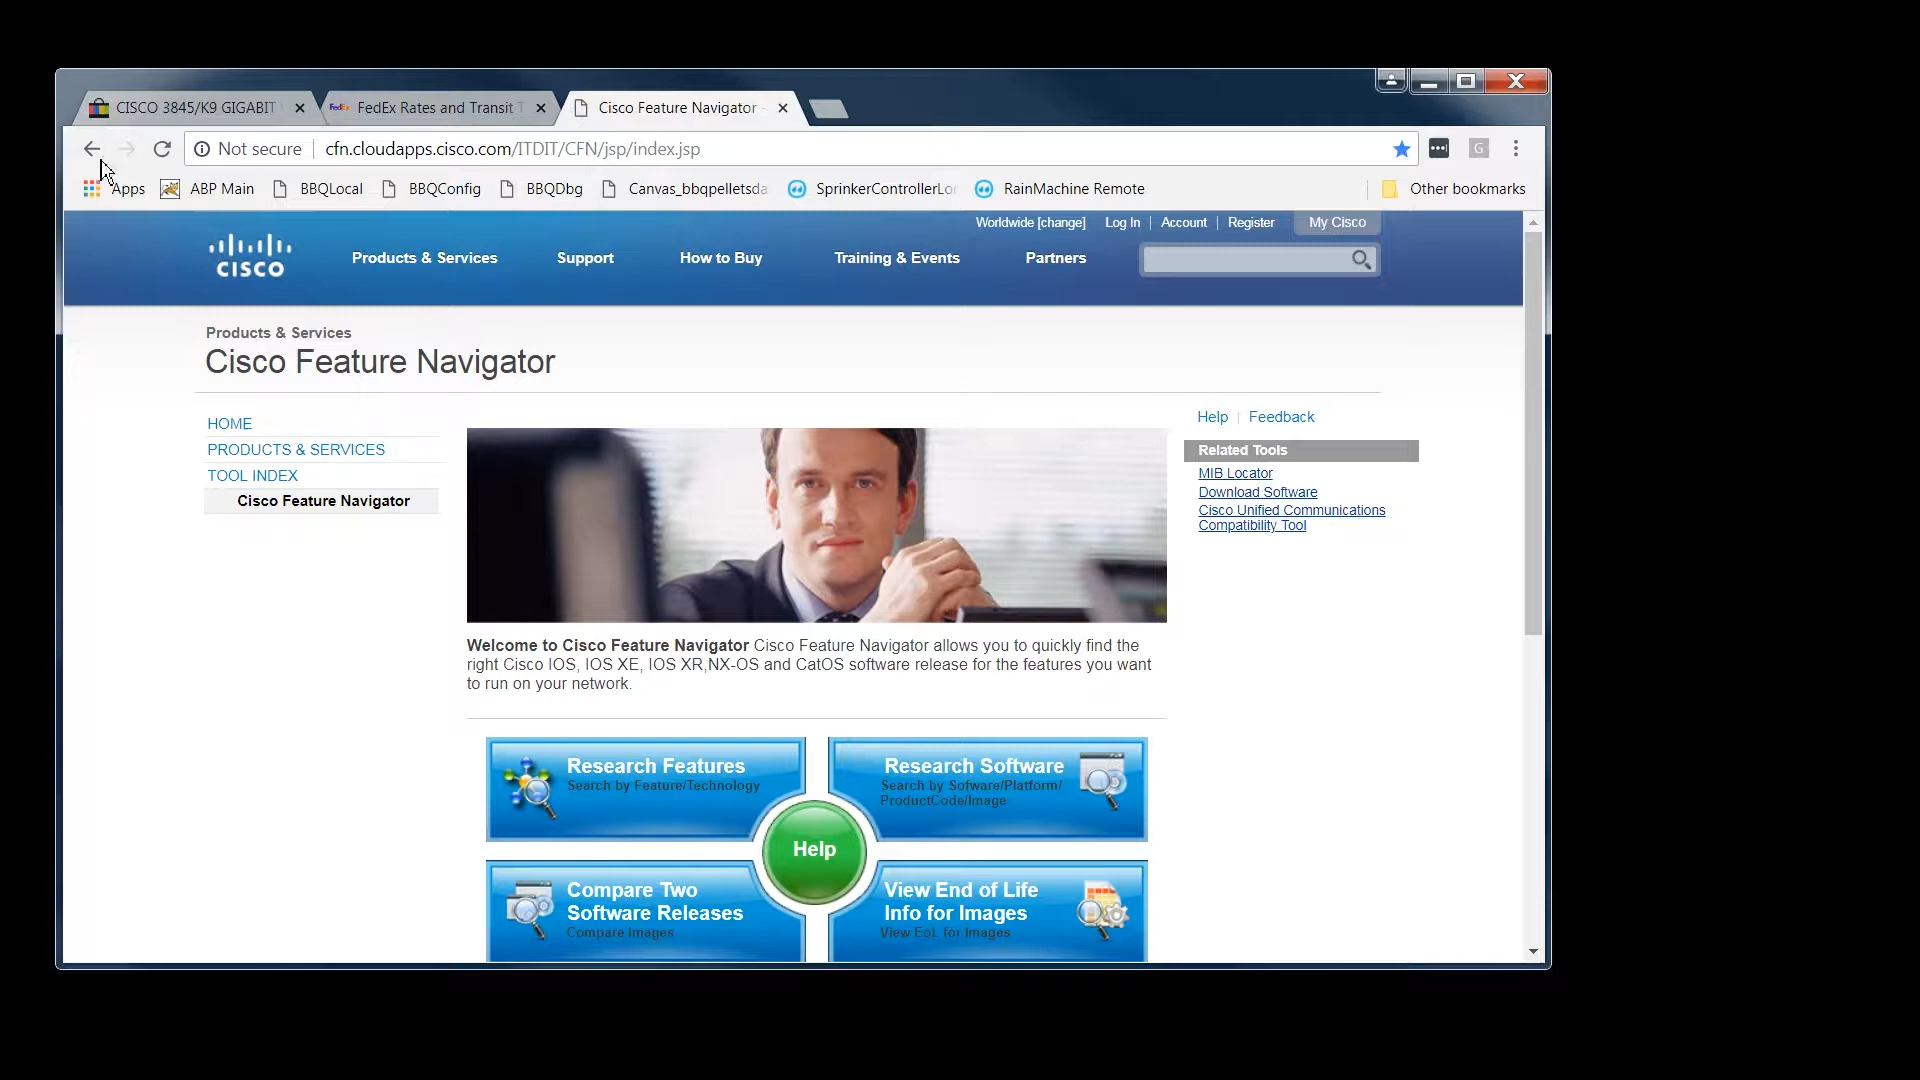 CISCO 3845/K9 GIGABIT
FedEx Rates and Transit T
Cisco Feature Navigator -
Not secure
cfn.cloudapps.cisco.com/ITDIT/CFN/jsp/index.jsp
G
Apps
ABP Main
BBQLocal
BBQConfig
BBQDbg
Canvas_bbqpelletsda
SprinkerControllerLo
RainMachine Remote
Other bookmarks
Worldwide [change]
Log In
Account
Register
My Cisco
CISCO
Products & Services
Support
How to Buy
Training & Events
Partners
Products & Services
Cisco Feature Navigator
HOME
PRODUCTS & SERVICES
TOOL INDEX
Cisco Feature Navigator
Help
Feedback
Related Tools
MIB Locator
Download Software
Cisco Unified Communications
Compatibility Tool
Welcome to Cisco Feature Navigator Cisco Feature Navigator allows you to quickly find the
right Cisco IOS, IOS XE, IOS XR,NX-OS and CatOS software release for the features you want
to run on your network.
Research Features
Search by Feature/Technology
Research Software
Search by Sofware/Platform/
ProductCode/Image
Help
Compare Two
Software Releases
Compare Images
View End of Life
Info for Images
View EoL for Images